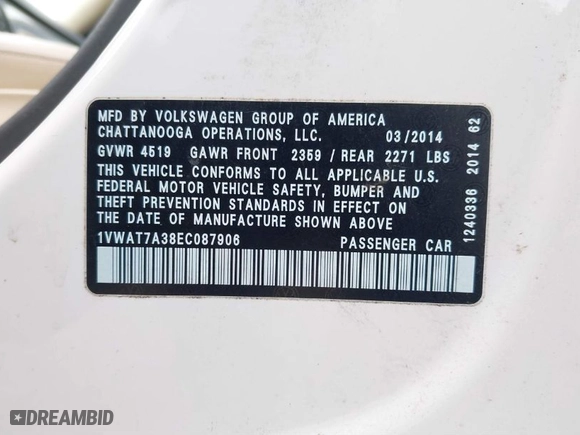 MFD BY VOLKSWAGEN GROUP OF AMERICA
CHATTANOOGA OPERATIONS, LLC. 03/2014
GVWR 4519 GAWR FRONT 2359 / REAR 2271 LBS
THIS VEHICLE CONFORMS TO ALL APPLICABLE U.S.
FEDERAL MOTOR VEHICLE SAFETY, BUMPER AND
THEFT PREVENTION STANDARDS IN EFFECT ON
THE DATE OF MANUFACTURE SHOWN ABOVE
1VWAT7A38EC087906 PASSENGER CAR
1240336 2014 62
DREAMBID